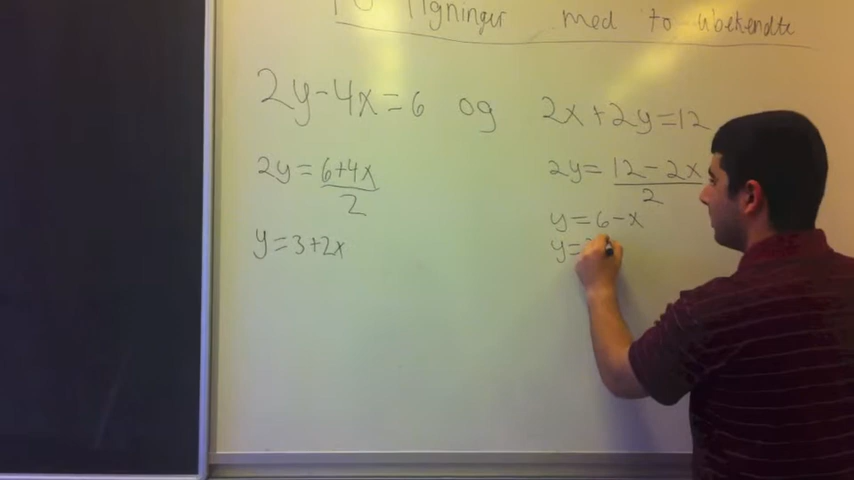 ligninger med to ubekendte
2y-4x=6 og 2x+2y=12
2y=6+4x
2
y=3+2x
2y=12-2x
2
y=6-x
y=